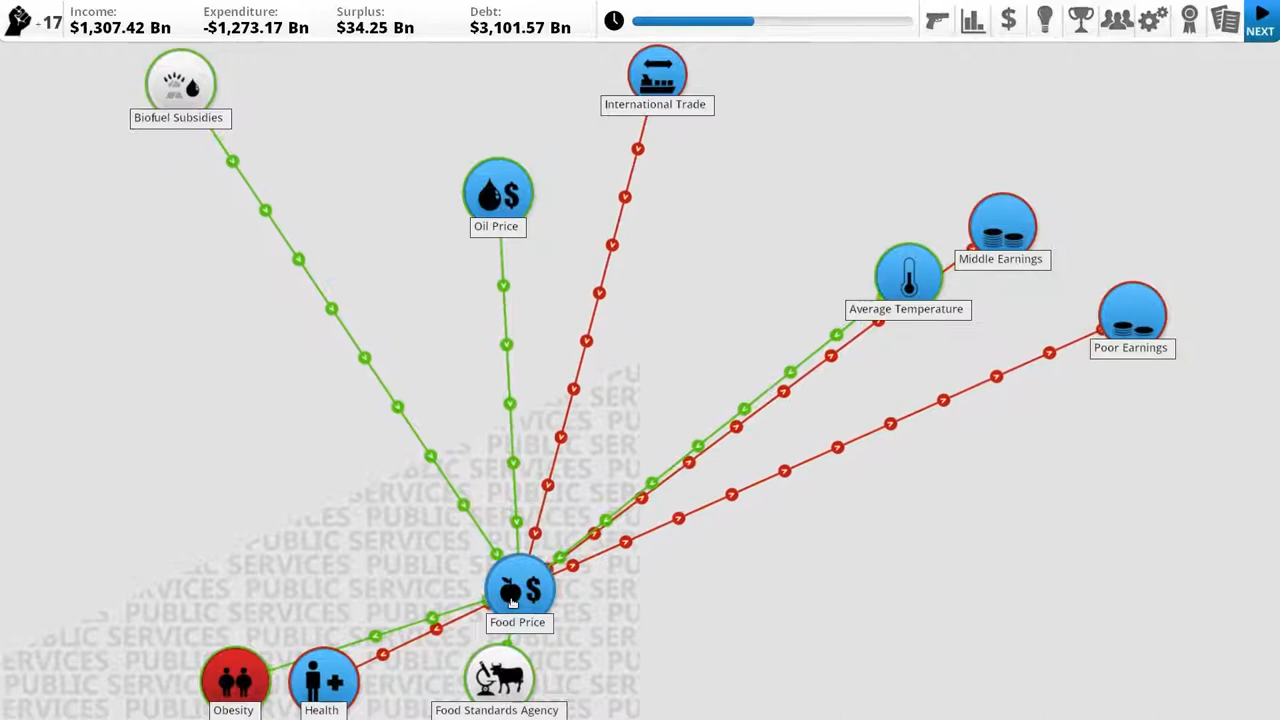 +17
Income:
$1,307.42 Bn
Expenditure:
-$1,273.17 Bn
Surplus:
$34.25 Bn
Debt:
$3,101.57 Bn
NEXT
Biofuel Subsidies
International Trade
Oil Price
Middle Earnings
Average Temperature
Poor Earnings
Food Price
Obesity
Health
Food Standards Agency
PUBLIC SERVICES